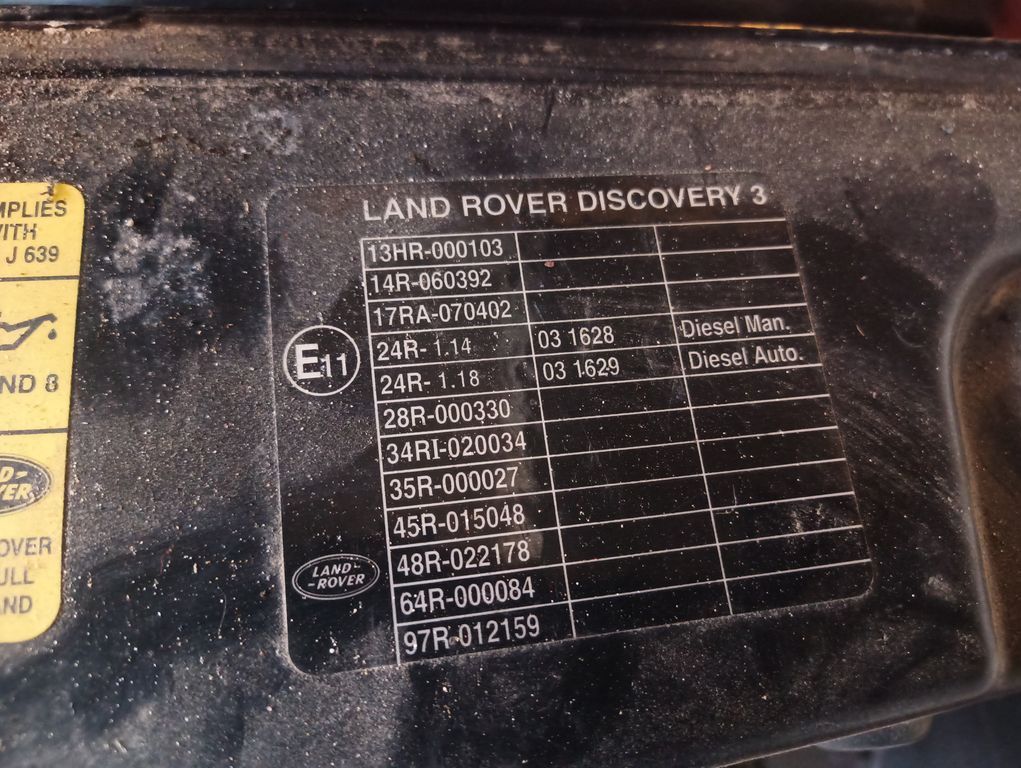 MPLIES
ITH
J 639
ND 8
OVER
ULL
AND
LAND ROVER DISCOVERY 3
E11
13HR-000103
14R-060392
17RA-070402
24R- 1.14 03 1628 Diesel Man.
24R- 1.18 03 1629 Diesel Auto.
28R-000330
34RI-020034
35R-000027
45R-015048
48R-022178
64R-000084
97R-012159
LAND-
-ROVER